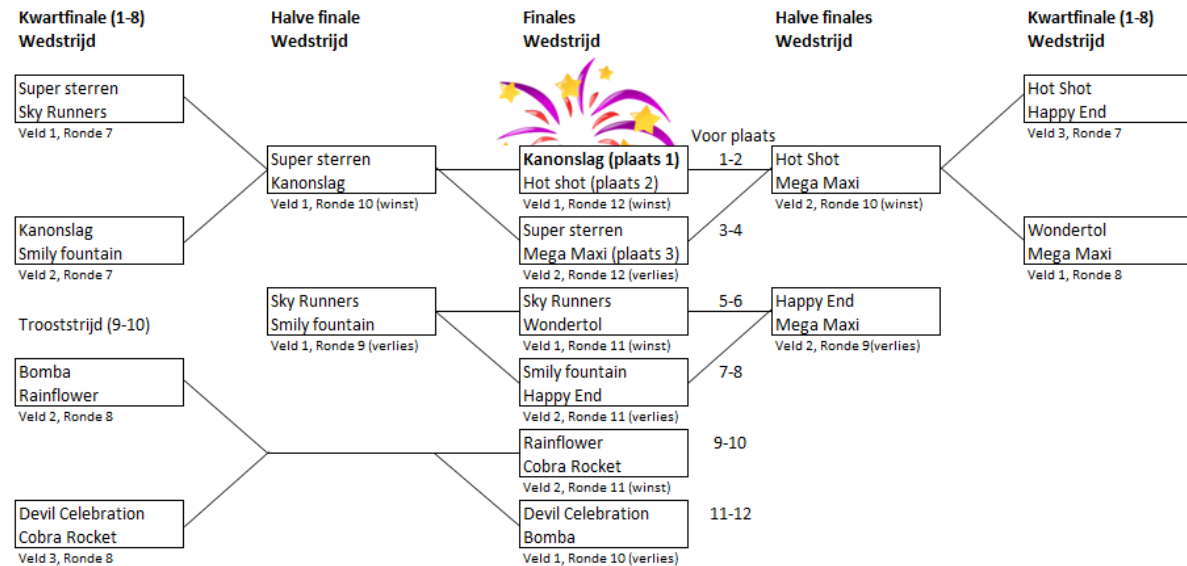 Kwartfinale (1-8)
Wedstrijd
Halve finale
Wedstrijd
Finales
Wedstrijd
Halve finales
Wedstrijd
Kwartfinale (1-8)
Wedstrijd
Super sterren
Sky Runners
Veld 1, Ronde 7
Hot Shot
Happy End
Veld 3, Ronde 7
Voor plaats
Super sterren
Kanonslag
Veld 1, Ronde 10 (winst)
Kanonslag (plaats 1)
Hot shot (plaats 2)
Veld 1, Ronde 12 (winst)
1-2
Hot Shot
Mega Maxi
Veld 2, Ronde 10 (winst)
Kanonslag
Smily fountain
Veld 2, Ronde 7
Super sterren
Mega Maxi (plaats 3)
Veld 2, Ronde 12 (verlies)
3-4
Wondertol
Mega Maxi
Veld 1, Ronde 8
Sky Runners
Smily fountain
Veld 1, Ronde 9 (verlies)
Sky Runners
Wondertol
Veld 1, Ronde 11 (winst)
5-6
Happy End
Mega Maxi
Veld 2, Ronde 9(verlies)
Trooststrijd (9-10)
Bomba
Rainflower
Veld 2, Ronde 8
Smily fountain
Happy End
Veld 2, Ronde 11 (verlies)
7-8
Rainflower
Cobra Rocket
Veld 2, Ronde 11 (winst)
9-10
Devil Celebration
Cobra Rocket
Veld 3, Ronde 8
Devil Celebration
Bomba
Veld 1, Ronde 10 (verlies)
11-12